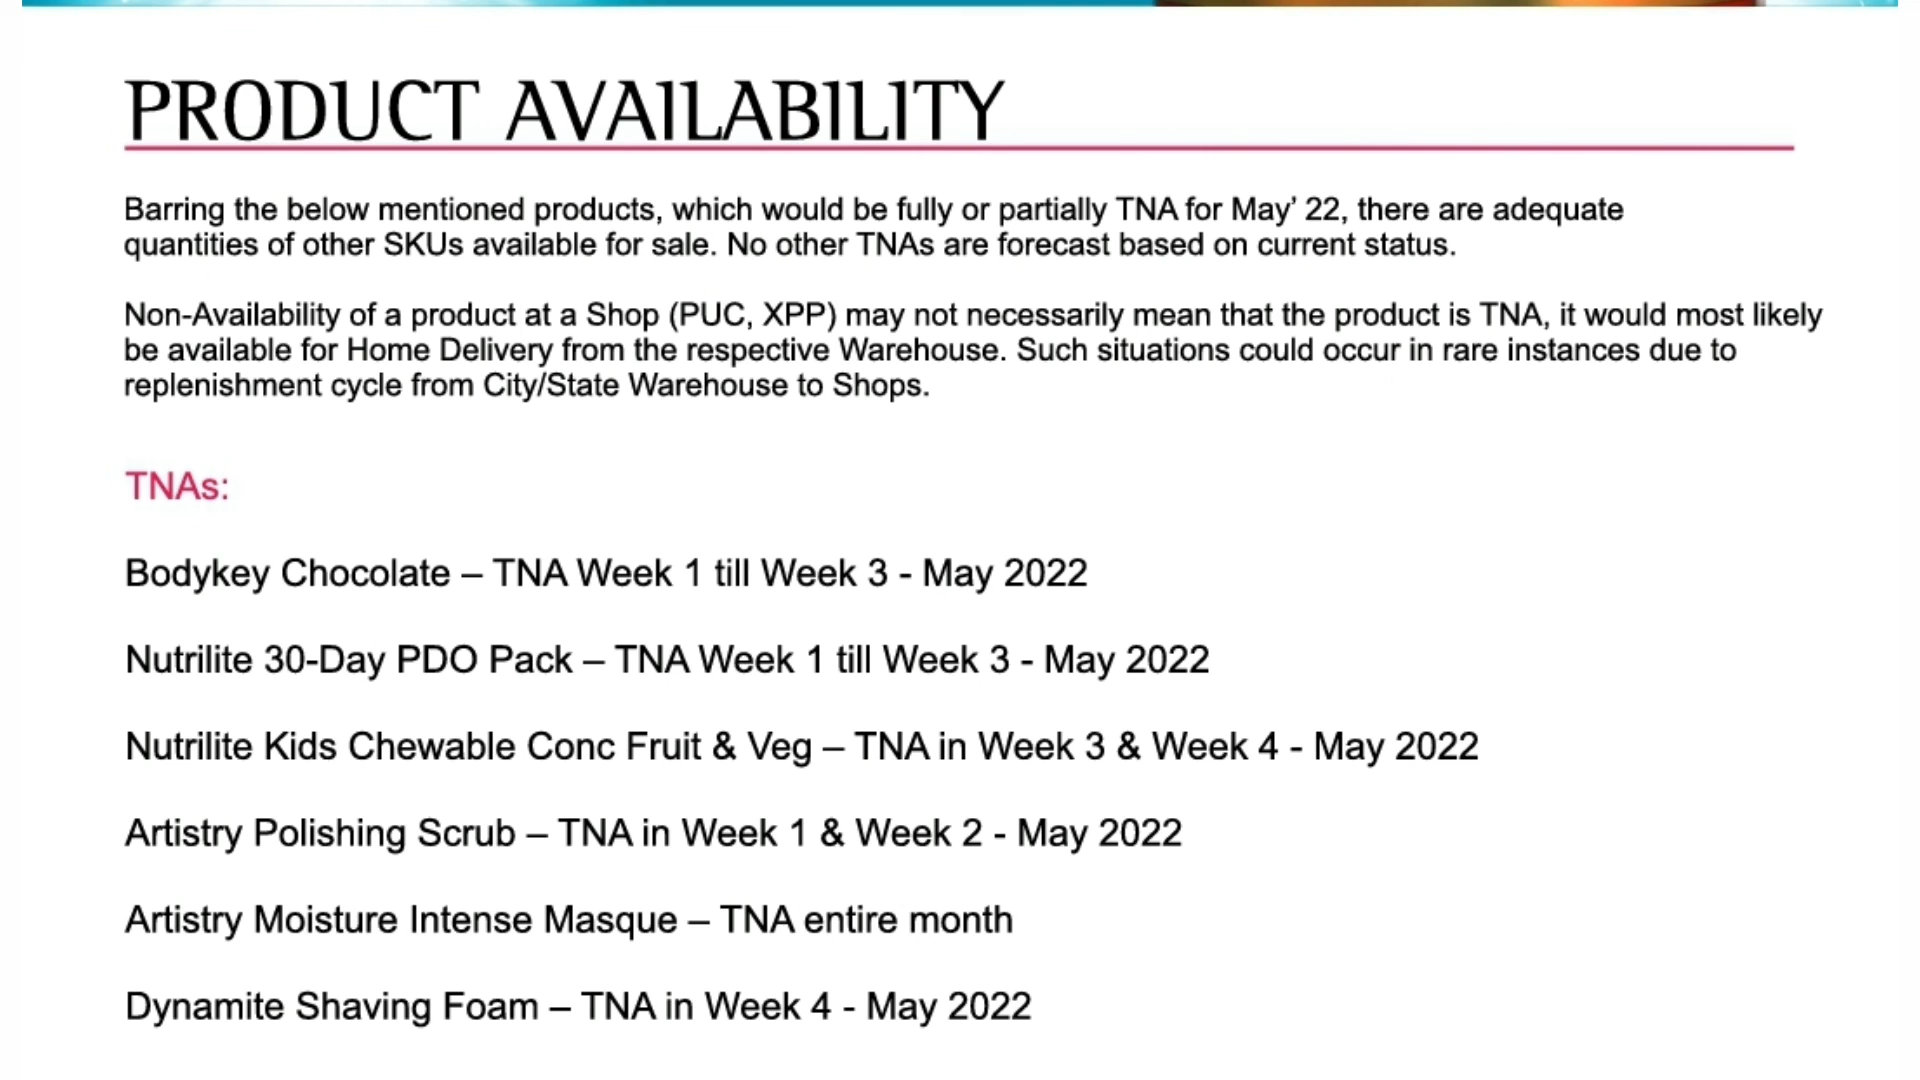 PRODUCT AVAILABILITY
Barring the below mentioned products, which would be fully or partially TNA for May’ 22, there are adequate
quantities of other SKUs available for sale. No other TNAs are forecast based on current status.
Non-Availability of a product at a Shop (PUC, XPP) may not necessarily mean that the product is TNA, it would most likely
be available for Home Delivery from the respective Warehouse. Such situations could occur in rare instances due to
replenishment cycle from City/State Warehouse to Shops.
TNAs:
Bodykey Chocolate – TNA Week 1 till Week 3 - May 2022
Nutrilite 30-Day PDO Pack – TNA Week 1 till Week 3 - May 2022
Nutrilite Kids Chewable Conc Fruit & Veg – TNA in Week 3 & Week 4 - May 2022
Artistry Polishing Scrub – TNA in Week 1 & Week 2 - May 2022
Artistry Moisture Intense Masque – TNA entire month
Dynamite Shaving Foam – TNA in Week 4 - May 2022